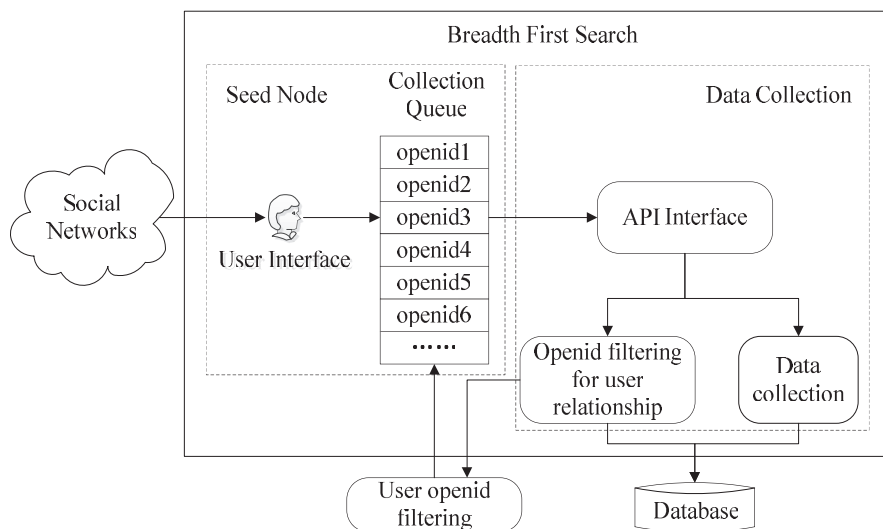 Breadth First Search
Seed Node
Collection
Queue
Data Collection
openid1
openid2
openid3
openid4
openid5
openid6
……
Social
Networks
User Interface
API Interface
Openid filtering
for user
relationship
Data
collection
User openid
filtering
Database